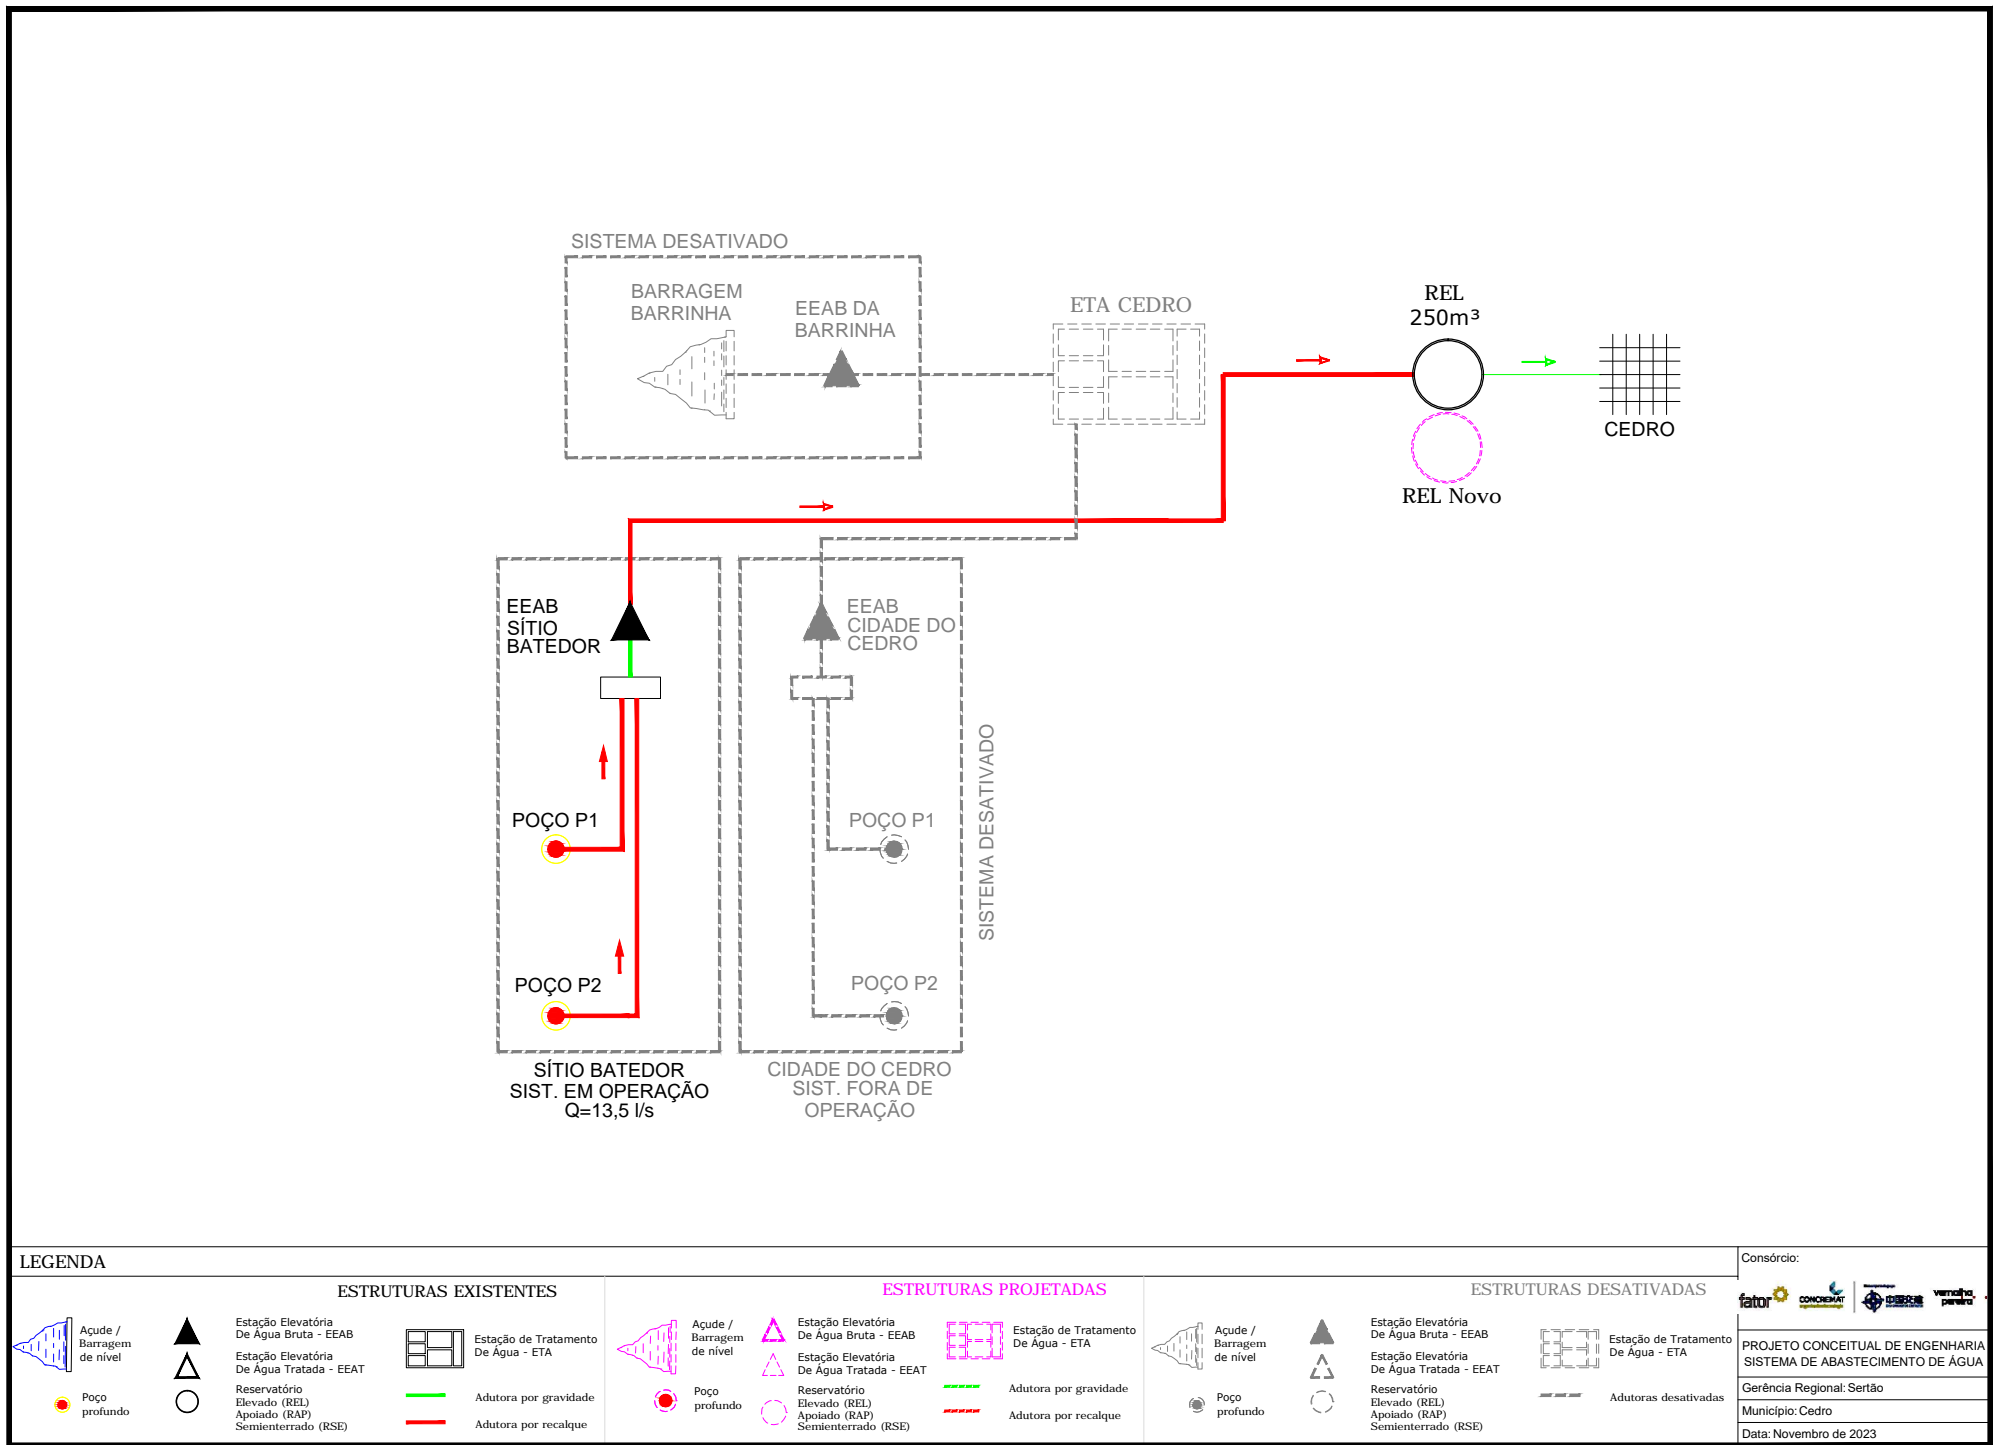 SISTEMA DESATIVADO
BARRAGEM
BARRINHA
EEAB DA
BARRINHA
ETA CEDRO
REL
250m³
CEDRO
REL Novo
EEAB
SÍTIO
BATEDOR
EEAB
CIDADE DO
CEDRO
SISTEMA DESATIVADO
POÇO P1
POÇO P1
POÇO P2
POÇO P2
SÍTIO BATEDOR
SIST. EM OPERAÇÃO
Q=13,5 l/s
CIDADE DO CEDRO
SIST. FORA DE
OPERAÇÃO
LEGENDA
ESTRUTURAS EXISTENTES
Açude /
Barragem
de nível
Poço
profundo
Estação Elevatória
De Água Bruta - EEAB
Estação Elevatória
De Água Tratada - EEAT
Reservatório
Elevado (REL)
Apoiado (RAP)
Semienterrado (RSE)
Estação de Tratamento
De Água - ETA
Adutora por gravidade
Adutora por recalque
ESTRUTURAS PROJETADAS
Açude /
Barragem
de nível
Poço
profundo
Estação Elevatória
De Água Bruta - EEAB
Estação Elevatória
De Água Tratada - EEAT
Reservatório
Elevado (REL)
Apoiado (RAP)
Semienterrado (RSE)
Estação de Tratamento
De Água - ETA
Adutora por gravidade
Adutora por recalque
ESTRUTURAS DESATIVADAS
Açude /
Barragem
de nível
Poço
profundo
Estação Elevatória
De Água Bruta - EEAB
Estação Elevatória
De Água Tratada - EEAT
Reservatório
Elevado (REL)
Apoiado (RAP)
Semienterrado (RSE)
Estação de Tratamento
De Água - ETA
Adutoras desativadas
Consórcio:
fator
CONCREMAT
vernalha
pereira
PROJETO CONCEITUAL DE ENGENHARIA
SISTEMA DE ABASTECIMENTO DE ÁGUA
Gerência Regional: Sertão
Município: Cedro
Data: Novembro de 2023